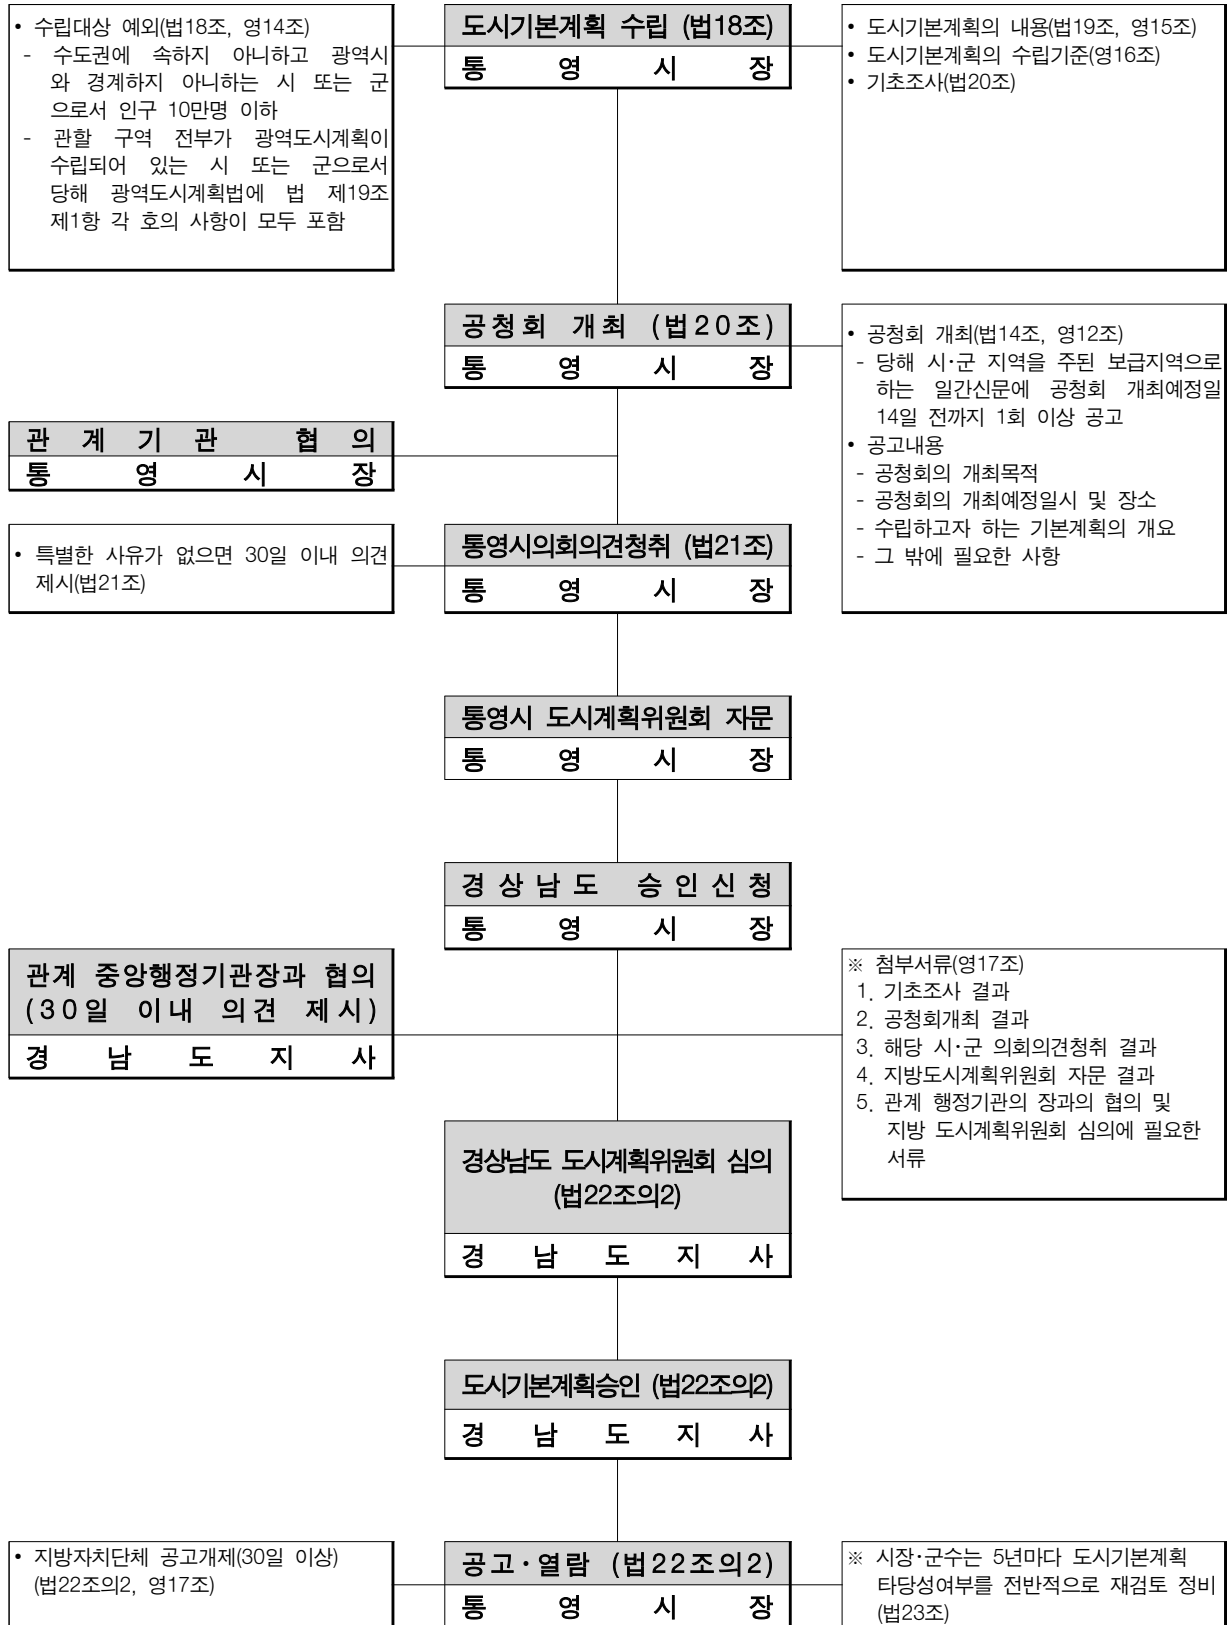 • 수립대상 예외(법18조, 영14조)
- 수도권에 속하지 아니하고 광역시
와 경계하지 아니하는 시 또는 군
으로서 인구 10만명 이하
- 관할 구역 전부가 광역도시계획이
수립되어 있는 시 또는 군으로서
당해 광역도시계획법에 법 제19조
제1항 각 호의 사항이 모두 포함
도시기본계획 수립 (법18조)
통 영 시 장
• 도시기본계획의 내용(법19조, 영15조)
• 도시기본계획의 수립기준(영16조)
• 기초조사(법20조)
공청회 개최 (법20조)
통 영 시 장
• 공청회 개최(법14조, 영12조)
- 당해 시·군 지역을 주된 보급지역으로
하는 일간신문에 공청회 개최예정일
14일 전까지 1회 이상 공고
• 공고내용
- 공청회의 개최목적
- 공청회의 개최예정일시 및 장소
- 수립하고자 하는 기본계획의 개요
- 그 밖에 필요한 사항
관 계 기 관 협 의
통 영 시 장
• 특별한 사유가 없으면 30일 이내 의견
제시(법21조)
통영시의회의견청취 (법21조)
통 영 시 장
통영시 도시계획위원회 자문
통 영 시 장
경상남도 승인신청
통 영 시 장
관계 중앙행정기관장과 협의
(30일 이내 의견 제시)
경 남 도 지 사
※ 첨부서류(영17조)
1. 기초조사 결과
2. 공청회개최 결과
3. 해당 시·군 의회의견청취 결과
4. 지방도시계획위원회 자문 결과
5. 관계 행정기관의 장과의 협의 및
지방 도시계획위원회 심의에 필요한
서류
경상남도 도시계획위원회 심의
(법22조의2)
경 남 도 지 사
도시기본계획승인 (법22조의2)
경 남 도 지 사
• 지방자치단체 공고개제(30일 이상)
(법22조의2, 영17조)
공고·열람 (법22조의2)
통 영 시 장
※ 시장·군수는 5년마다 도시기본계획
타당성여부를 전반적으로 재검토 정비
(법23조)